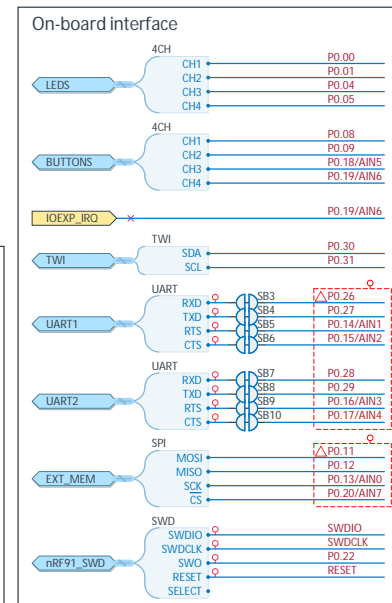 On-board interface
4CH
CH1 P0.00
CH2 P0.01
LEDS CH3 P0.04
CH4 P0.05
4CH
CH1 P0.08
CH2 P0.09
BUTTONS CH3 P0.18/AIN5
CH4 P0.19/AIN6
IOEXP_IRQ P0.19/AIN6
TWI
SDA P0.30
TWI SCL P0.31
UART
RXD SB3 P0.26
TXD SB4 P0.27
UART1 RTS SB5 P0.14/AIN1
CTS SB6 P0.15/AIN2
UART
RXD SB7 P0.28
TXD SB8 P0.29
UART2 RTS SB9 P0.16/AIN3
CTS SB10 P0.17/AIN4
SPI
MOSI P0.11
MISO P0.12
EXT_MEM SCK P0.13/AIN0
CS P0.20/AIN7
SWD
SWDIO SWDIO
SWDCLK SWDCLK
nRF91_SWD SWO P0.22
RESET RESET
SELECT